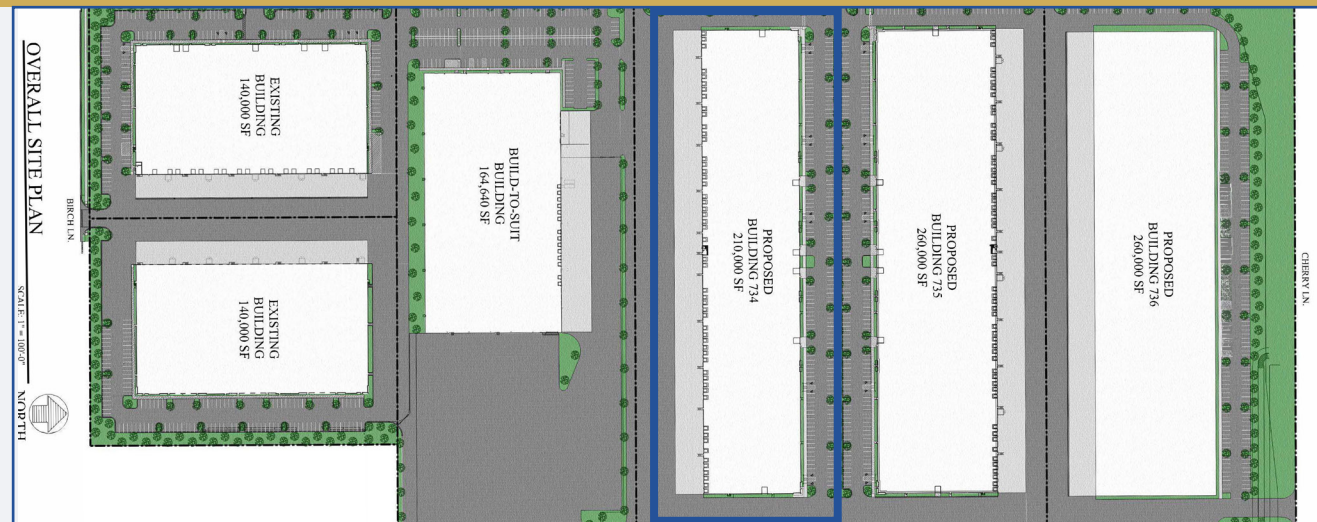 OVERALL SITE PLAN
SCALE: 1" = 100'-0"
NORTH
BIRCH LN.
EXISTING
BUILDING
140,000 SF
EXISTING
BUILDING
140,000 SF
BUILD-TO-SUIT
BUILDING
164,640 SF
PROPOSED
BUILDING 734
210,000 SF
PROPOSED
BUILDING 735
260,000 SF
PROPOSED
BUILDING 736
260,000 SF
CHERRY LN.